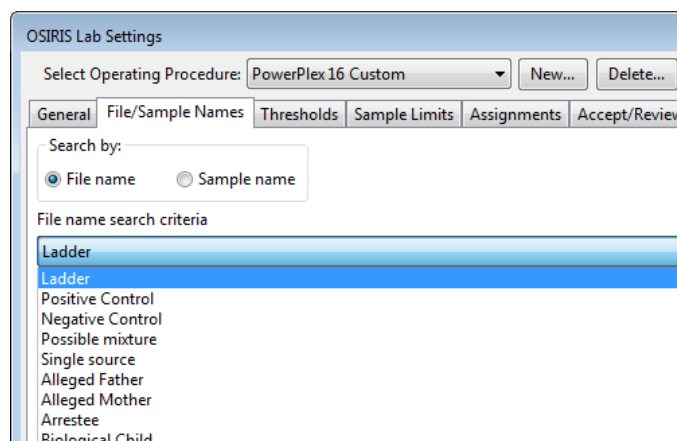 OSIRIS Lab Settings
Select Operating Procedure: PowerPlex 16 Custom New... Delete...
General File/Sample Names Thresholds Sample Limits Assignments Accept/Review
Search by:
File name Sample name
File name search criteria
Ladder
Ladder
Positive Control
Negative Control
Possible mixture
Single source
Alleged Father
Alleged Mother
Arrestee
Biological Child